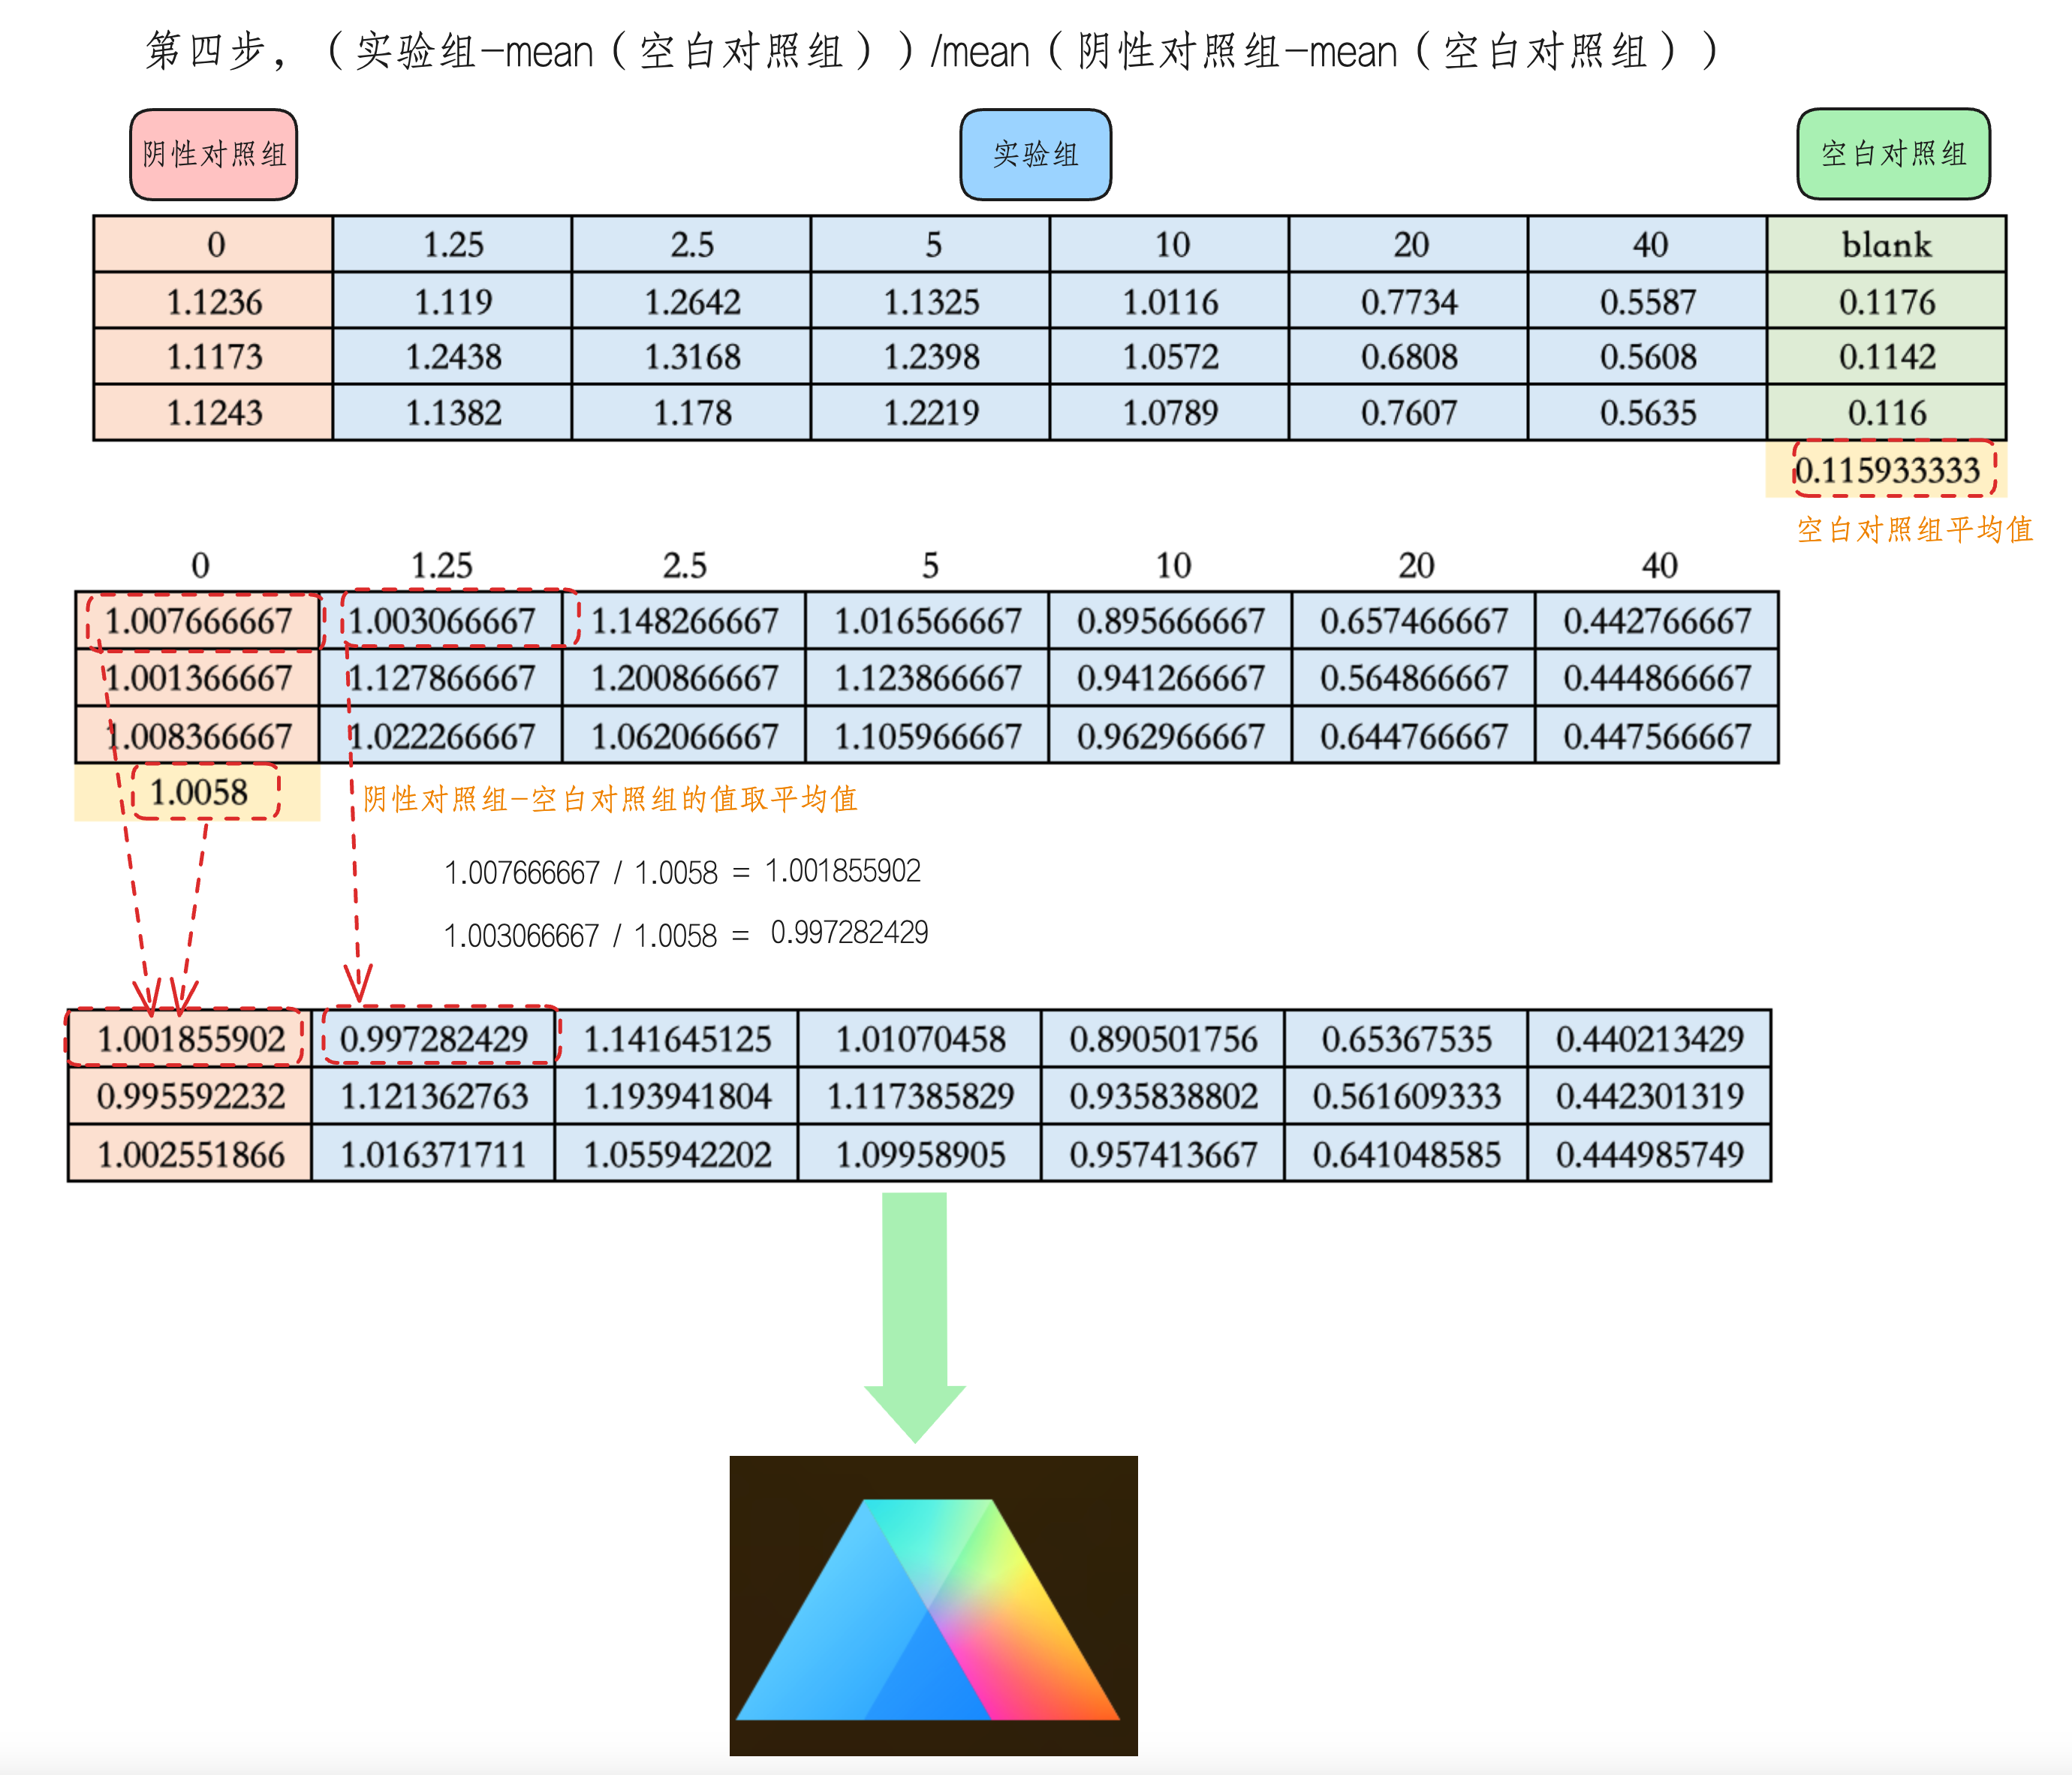 第四步，（实验组-mean（空白对照组））/mean（阴性对照组-mean（空白对照组））
阴性对照组 实验组 空白对照组
0 1.25 2.5 5 10 20 40 blank
1.1236 1.119 1.2642 1.1325 1.0116 0.7734 0.5587 0.1176
1.1173 1.2438 1.3168 1.2398 1.0572 0.6808 0.5608 0.1142
1.1243 1.1382 1.178 1.2219 1.0789 0.7607 0.5635 0.116
0.115933333
空白对照组平均值
0 1.25 2.5 5 10 20 40
1.007666667 1.003066667 1.148266667 1.016566667 0.895666667 0.657466667 0.442766667
1.001366667 1.127866667 1.200866667 1.123866667 0.941266667 0.564866667 0.444866667
1.008366667 1.022266667 1.062066667 1.105966667 0.962966667 0.644766667 0.447566667
1.0058 阴性对照组-空白对照组的值取平均值
1.007666667 / 1.0058 = 1.001855902
1.003066667 / 1.0058 = 0.997282429
1.001855902 0.997282429 1.141645125 1.01070458 0.890501756 0.65367535 0.440213429
0.995592232 1.121362763 1.193941804 1.117385829 0.935838802 0.561609333 0.442301319
1.002551866 1.016371711 1.055942202 1.09958905 0.957413667 0.641048585 0.444985749